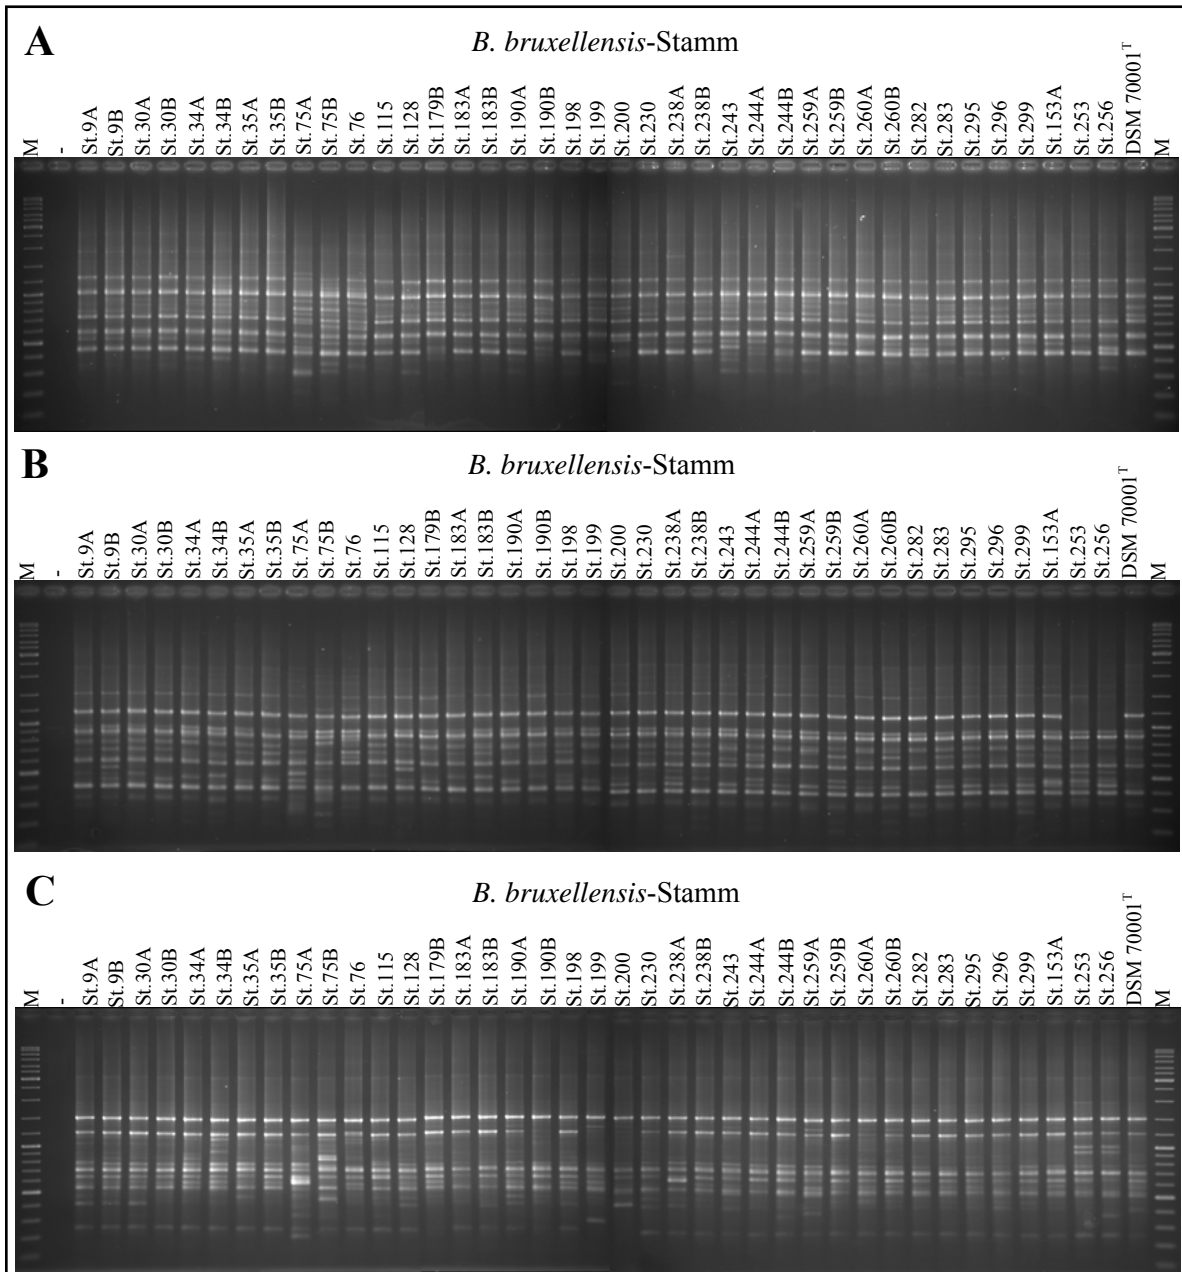 A
B. bruxellensis-Stamm
M - St.9A St.9B St.30A St.30B St.34A St.34B St.35A St.35B St.75A St.75B St.76 St.115 St.128 St.179B St.183A St.183B St.190A St.190B St.198 St.199 St.200 St.230 St.238A St.238B St.243 St.244A St.244B St.259A St.259B St.260A St.260B St.282 St.283 St.295 St.296 St.299 St.153A St.253 St.256 DSM 70001ᵀ M
B
B. bruxellensis-Stamm
M - St.9A St.9B St.30A St.30B St.34A St.34B St.35A St.35B St.75A St.75B St.76 St.115 St.128 St.179B St.183A St.183B St.190A St.190B St.198 St.199 St.200 St.230 St.238A St.238B St.243 St.244A St.244B St.259A St.259B St.260A St.260B St.282 St.283 St.295 St.296 St.299 St.153A St.253 St.256 DSM 70001ᵀ M
C
B. bruxellensis-Stamm
M - St.9A St.9B St.30A St.30B St.34A St.34B St.35A St.35B St.75A St.75B St.76 St.115 St.128 St.179B St.183A St.183B St.190A St.190B St.198 St.199 St.200 St.230 St.238A St.238B St.243 St.244A St.244B St.259A St.259B St.260A St.260B St.282 St.283 St.295 St.296 St.299 St.153A St.253 St.256 DSM 70001ᵀ M